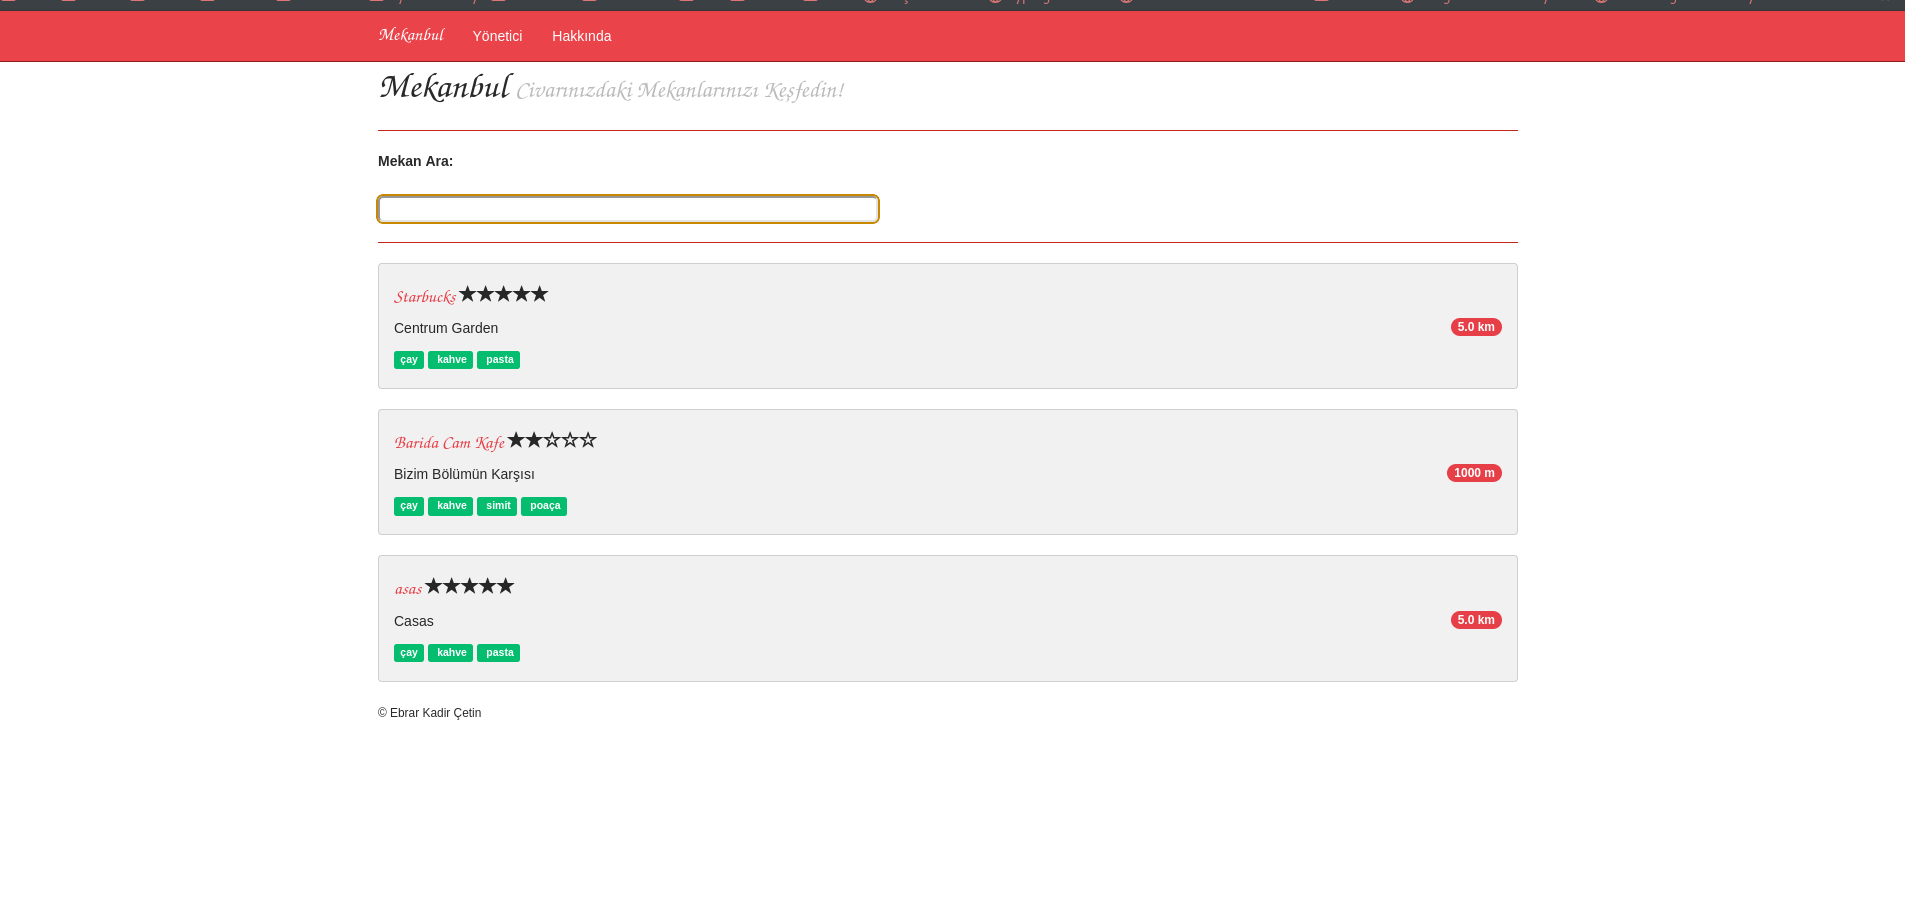 Mekanbul Yönetici Hakkında
Mekanbul Civarınızdaki Mekanlarınızı Keşfedin!
Mekan Ara:
Starbucks ★★★★★
Centrum Garden 5.0 km
çay kahve pasta
Barida Cam Kafe ★★☆☆☆
Bizim Bölümün Karşısı 1000 m
çay kahve simit poaça
asas ★★★★★
Casas 5.0 km
çay kahve pasta
© Ebrar Kadir Çetin